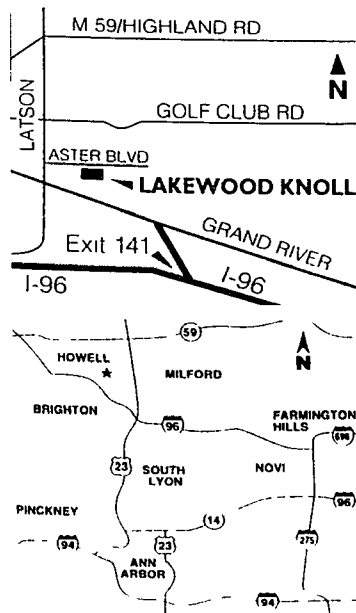 M 59/HIGHLAND RD
N
LATSON
GOLF CLUB RD
ASTER BLVD
LAKEWOOD KNOLL
GRAND RIVER
Exit 141
I-96
I-96
59
N
HOWELL
MILFORD
BRIGHTON
96
FARMINGTON
HILLS
696
23
SOUTH
LYON
NOVI
96
PINCKNEY
14
94
23
275
ANN
ARBOR
94